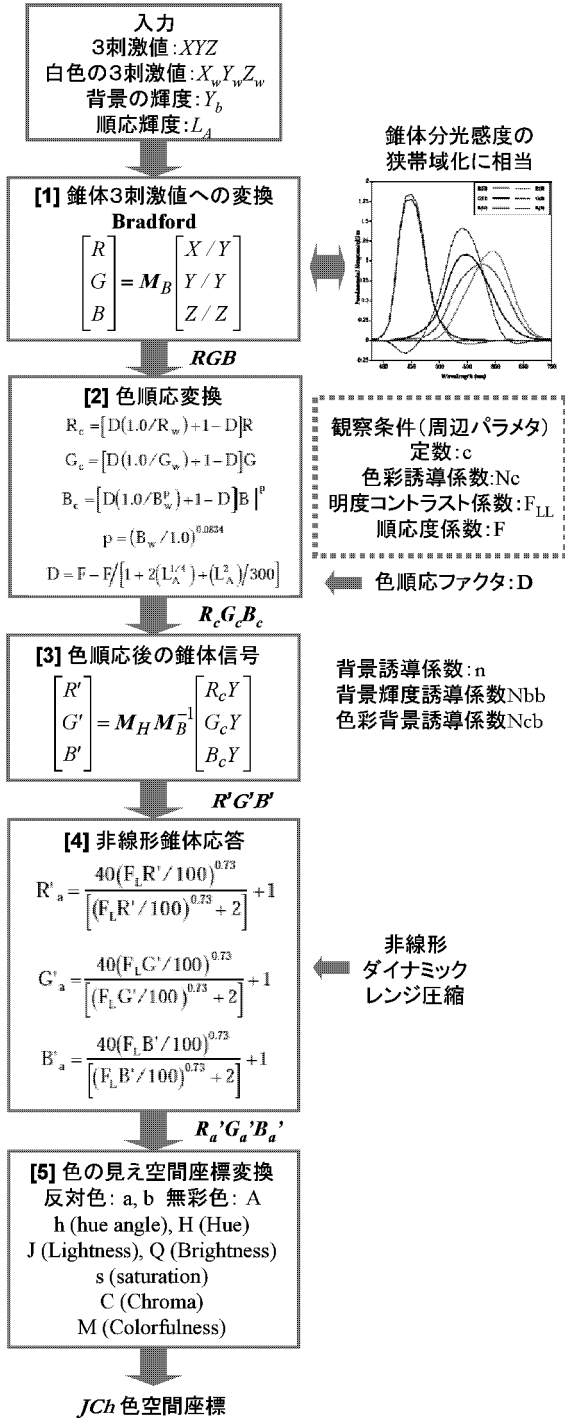 入力
3刺激値:XYZ
白色の3刺激値:XwYwZw
背景の輝度:Yb
順応輝度:LA
錐体分光感度の
狭帯域化に相当
[1] 錐体3刺激値への変換
Bradford
[R G B] = MB [X/Y Y/Y Z/Z]
Wavelength (nm)
RGB
[2] 色順応変換
Rc=[D(1.0/Rw)+1-D]R
Gc=[D(1.0/Gw)+1-D]G
Bc=[D(1.0/Bw^p)+1-D]B|^p
p=(Bw/1.0)^0.0834
D=F-F/[1+2(LA^1/4)+(LA^2)/300]
観察条件(周辺パラメタ)
定数:c
色彩誘導係数:Nc
明度コントラスト係数:FLL
順応度係数:F
色順応ファクタ:D
RcGcBc
[3] 色順応後の錐体信号
[R' G' B'] = MH MB^-1 [RcY GcY BcY]
背景誘導係数:n
背景輝度誘導係数Nbb
色彩背景誘導係数Ncb
R'G'B'
[4] 非線形錐体応答
R'a=40(FLR'/100)^0.73/[(FLR'/100)^0.73+2]+1
G'a=40(FLG'/100)^0.73/[(FLG'/100)^0.73+2]+1
B'a=40(FLB'/100)^0.73/[(FLB'/100)^0.73+2]+1
非線形
ダイナミック
レンジ圧縮
Ra'Ga'Ba'
[5] 色の見え空間座標変換
反対色: a, b 無彩色: A
h (hue angle), H (Hue)
J (Lightness), Q (Brightness)
s (saturation)
C (Chroma)
M (Colorfulness)
JCh 色空間座標